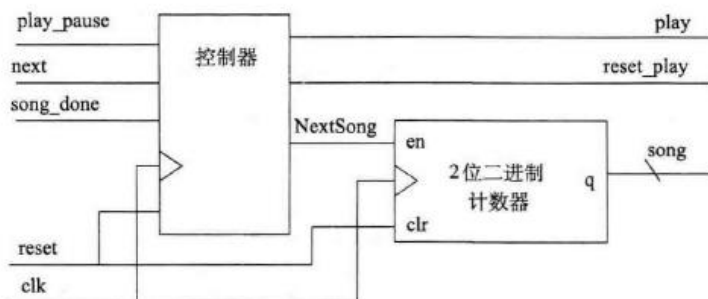 play_pause
next
song_done
reset
clk
控制器
play
reset_play
NextSong
en
2位二进制
计数器
clr
q
song